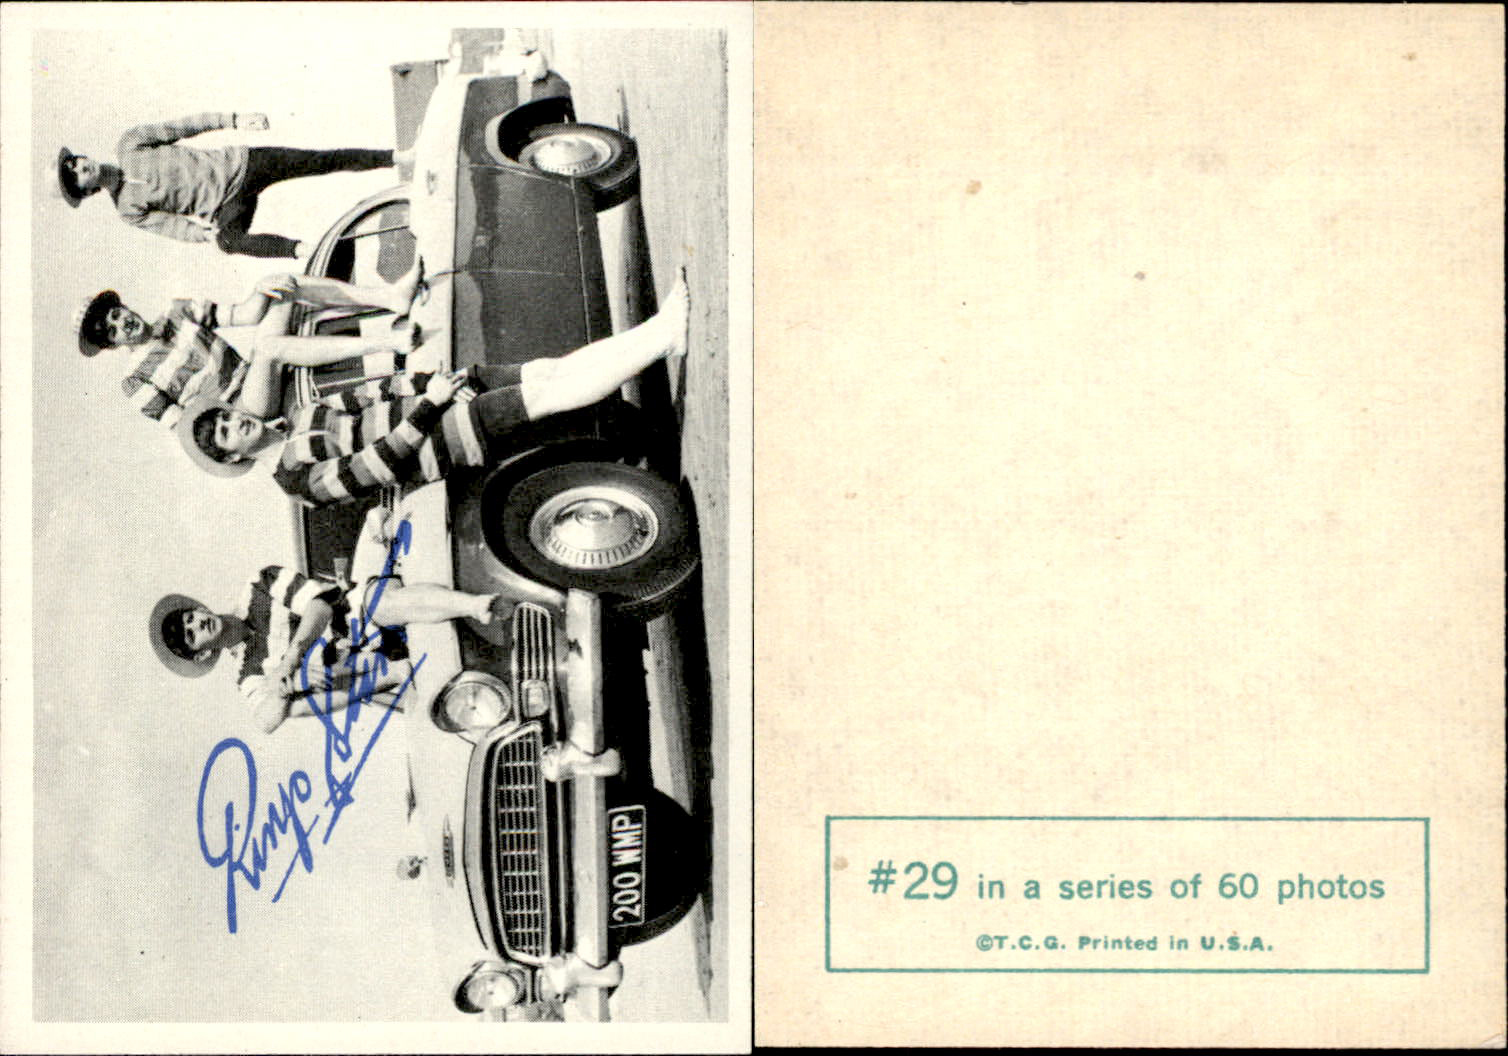 Ringo Starr
200 WMP
#29 in a series of 60 photos
©T.C.G. Printed in U.S.A.